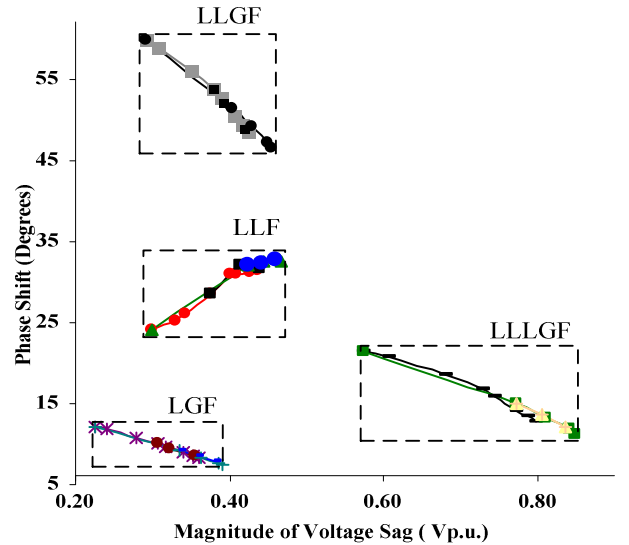 LLGF
55
45
Phase Shift (Degrees)
35
LLF
25
LLLGF
15
LGF
5
0.20 0.40 0.60 0.80
Magnitude of Voltage Sag ( Vp.u.)